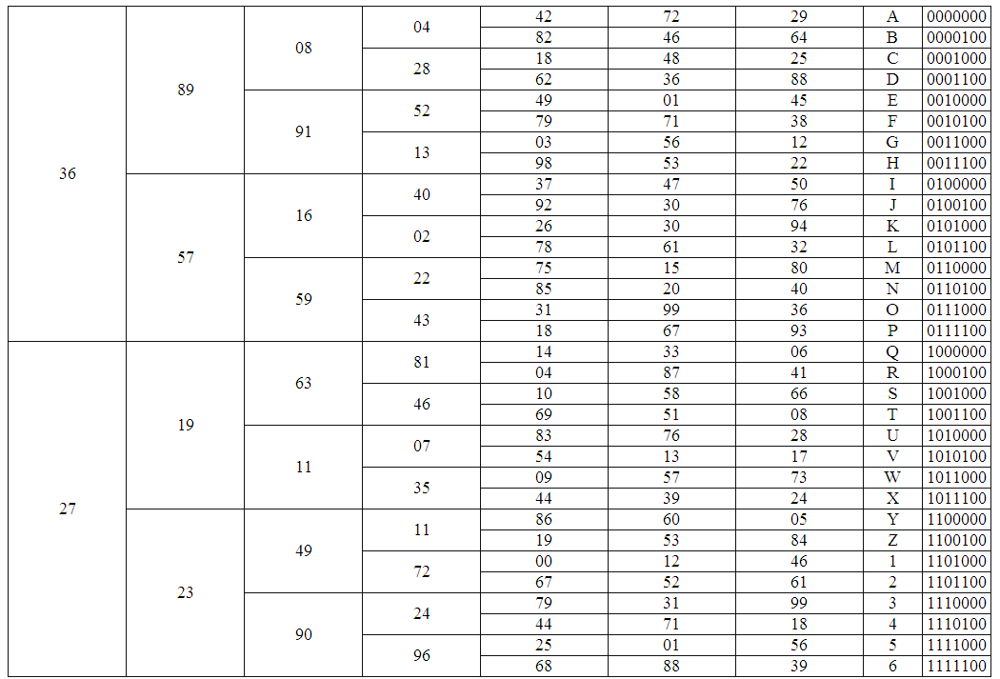 36 89 08 04 42 72 29 A 0000000
82 46 64 B 0000100
28 18 48 25 C 0001000
62 36 88 D 0001100
91 52 49 01 45 E 0010000
79 71 38 F 0010100
13 03 56 12 G 0011000
98 53 22 H 0011100
57 16 40 37 47 50 I 0100000
92 30 76 J 0100100
02 26 30 94 K 0101000
78 61 32 L 0101100
59 22 75 15 80 M 0110000
85 20 40 N 0110100
43 31 99 36 O 0111000
18 67 93 P 0111100
27 19 63 81 14 33 06 Q 1000000
04 87 41 R 1000100
46 10 58 66 S 1001000
69 51 08 T 1001100
11 07 83 76 28 U 1010000
54 13 17 V 1010100
35 09 57 73 W 1011000
44 39 24 X 1011100
23 49 11 86 60 05 Y 1100000
19 53 84 Z 1100100
72 00 12 46 1 1101000
67 52 61 2 1101100
90 24 79 31 99 3 1110000
44 71 18 4 1110100
96 25 01 56 5 1111000
68 88 39 6 1111100